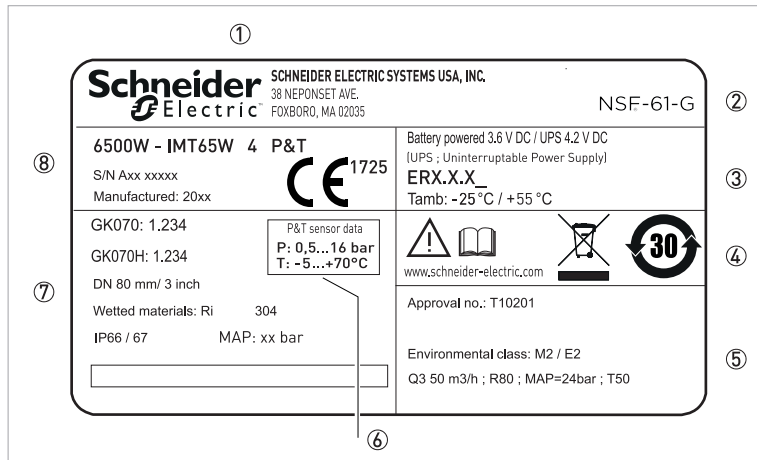 ①
Schneider Electric™
SCHNEIDER ELECTRIC SYSTEMS USA, INC.
38 NEPONSET AVE.
FOXBORO, MA 02035
NSF-61-G
②
⑧
6500W - IMT65W 4 P&T
S/N Axx xxxxx
Manufactured: 20xx
CE 1725
Battery powered 3.6 V DC / UPS 4.2 V DC
(UPS ; Uninterruptable Power Supply)
ERX.X.X_
Tamb: -25°C / +55°C
③
⑦
GK070: 1.234
GK070H: 1.234
DN 80 mm/ 3 inch
Wetted materials: Ri 304
IP66 / 67 MAP: xx bar
P&T sensor data
P: 0,5...16 bar
T: -5...+70°C
⑥
30
www.schneider-electric.com
④
Approval no.: T10201
Environmental class: M2 / E2
Q3 50 m3/h ; R80 ; MAP=24bar ; T50
⑤